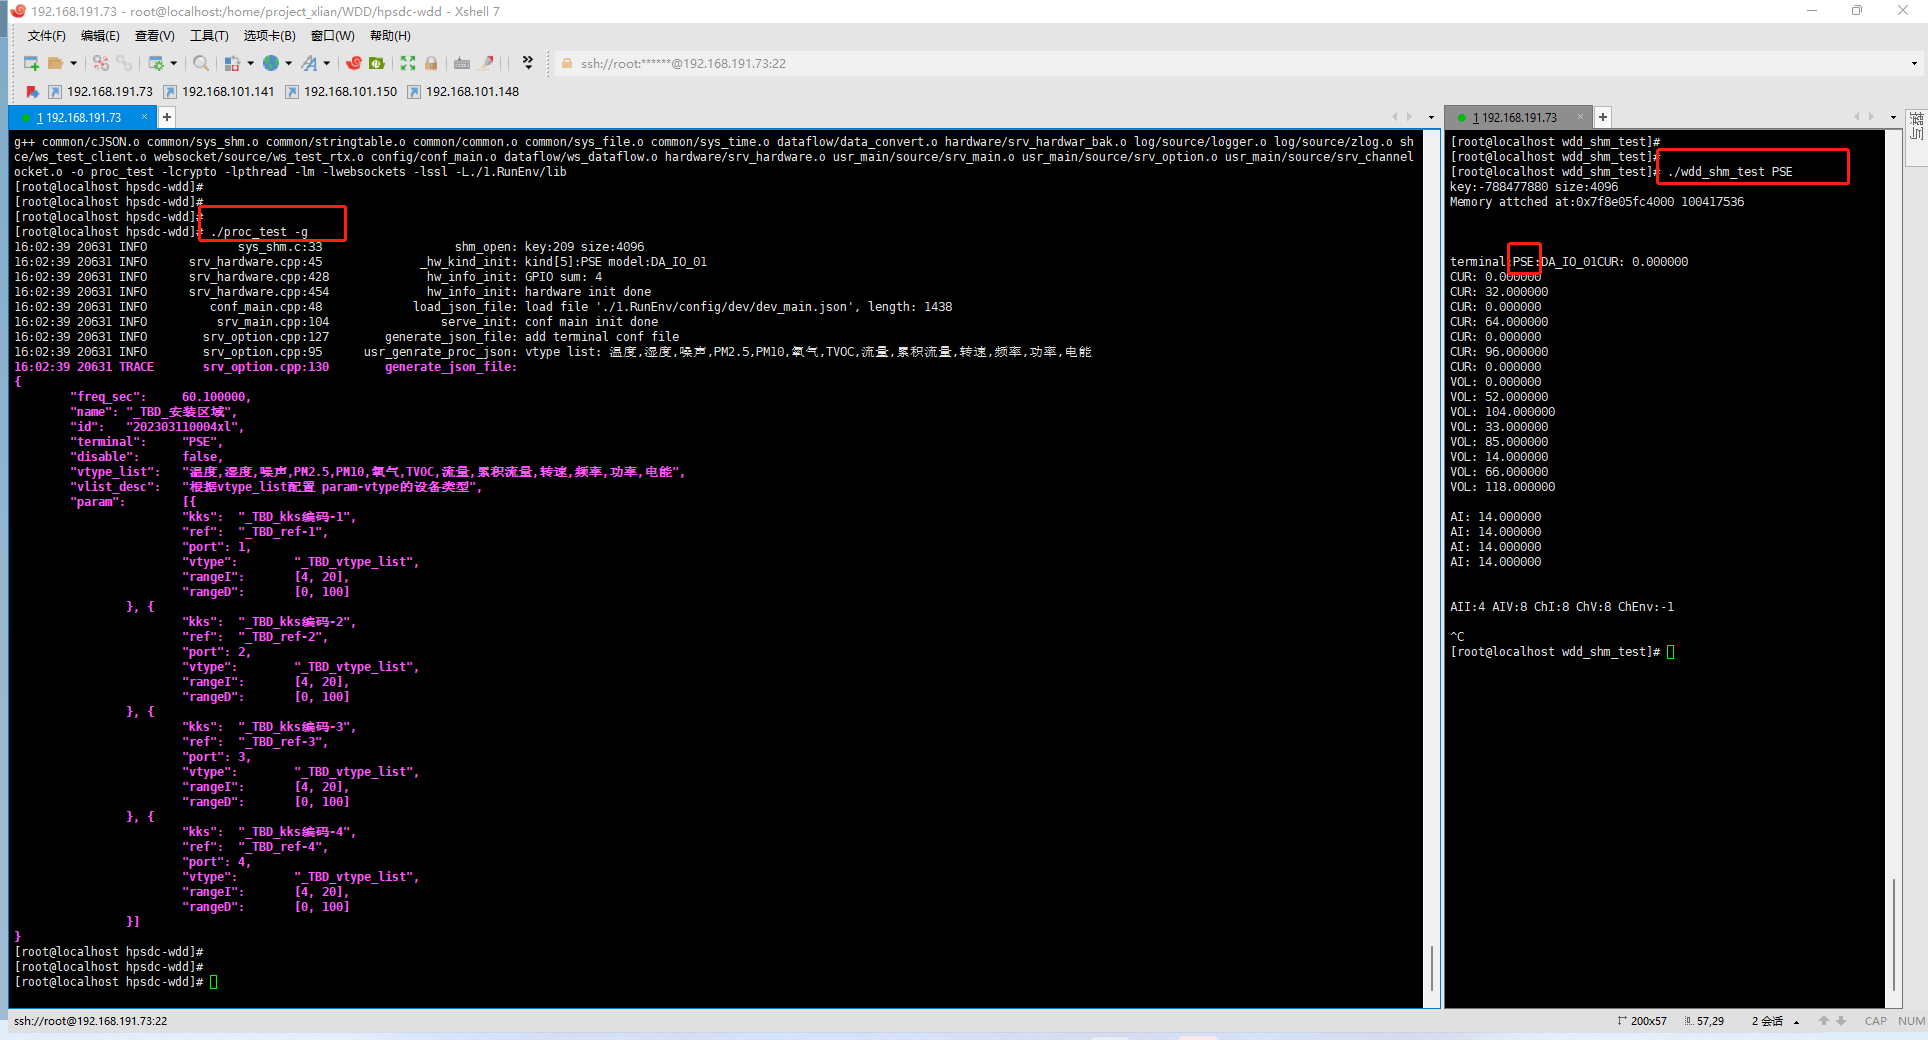 192.168.191.73 - root@localhost:/home/project_xlian/WDD/hpsdc-wdd - Xshell 7
文件(F) 编辑(E) 查看(V) 工具(T) 选项卡(B) 窗口(W) 帮助(H)
ssh://root:******@192.168.191.73:22
192.168.191.73 192.168.101.141 192.168.101.150 192.168.101.148
1 192.168.191.73 × +
g++ common/cJSON.o common/sys_shm.o common/stringtable.o common/common.o common/sys_file.o common/sys_time.o dataflow/data_convert.o hardware/srv_hardwar_bak.o log/source/logger.o log/source/zlog.o sh
ce/ws_test_client.o websocket/source/ws_test_rtx.o config/conf_main.o dataflow/ws_dataflow.o hardware/srv_hardware.o usr_main/source/srv_main.o usr_main/source/srv_option.o usr_main/source/srv_channel
ocket.o -o proc_test -lcrypto -lpthread -lm -lwebsockets -lssl -L./1.RunEnv/lib
[root@localhost hpsdc-wdd]#
[root@localhost hpsdc-wdd]#
[root@localhost hpsdc-wdd]#
[root@localhost hpsdc-wdd]# ./proc_test -g
16:02:39 20631 INFO sys_shm.c:33 shm_open: key:209 size:4096
16:02:39 20631 INFO srv_hardware.cpp:45 _hw_kind_init: kind[5]:PSE model:DA_IO_01
16:02:39 20631 INFO srv_hardware.cpp:428 hw_info_init: GPIO sum: 4
16:02:39 20631 INFO srv_hardware.cpp:454 hw_info_init: hardware init done
16:02:39 20631 INFO conf_main.cpp:48 load_json_file: load file './1.RunEnv/config/dev/dev_main.json', length: 1438
16:02:39 20631 INFO srv_main.cpp:104 serve_init: conf main init done
16:02:39 20631 INFO srv_option.cpp:127 generate_json_file: add terminal conf file
16:02:39 20631 INFO srv_option.cpp:95 usr_genrate_proc_json: vtype list: 温度,湿度,噪声,PM2.5,PM10,氧气,TVOC,流量,累积流量,转速,频率,功率,电能
16:02:39 20631 TRACE srv_option.cpp:130 generate_json_file:
{
"freq_sec": 60.100000,
"name": "_TBD_安装区域",
"id": "202303110004xl",
"terminal": "PSE",
"disable": false,
"vtype_list": "温度,湿度,噪声,PM2.5,PM10,氧气,TVOC,流量,累积流量,转速,频率,功率,电能",
"vlist_desc": "根据vtype_list配置 param-vtype的设备类型",
"param": [{
"kks": "_TBD_kks编码-1",
"ref": "_TBD_ref-1",
"port": 1,
"vtype": "_TBD_vtype_list",
"rangeI": [4, 20],
"rangeD": [0, 100]
}, {
"kks": "_TBD_kks编码-2",
"ref": "_TBD_ref-2",
"port": 2,
"vtype": "_TBD_vtype_list",
"rangeI": [4, 20],
"rangeD": [0, 100]
}, {
"kks": "_TBD_kks编码-3",
"ref": "_TBD_ref-3",
"port": 3,
"vtype": "_TBD_vtype_list",
"rangeI": [4, 20],
"rangeD": [0, 100]
}, {
"kks": "_TBD_kks编码-4",
"ref": "_TBD_ref-4",
"port": 4,
"vtype": "_TBD_vtype_list",
"rangeI": [4, 20],
"rangeD": [0, 100]
}]
}
[root@localhost hpsdc-wdd]#
[root@localhost hpsdc-wdd]#
[root@localhost hpsdc-wdd]#
1 192.168.191.73 × +
[root@localhost wdd_shm_test]#
[root@localhost wdd_shm_test]#
[root@localhost wdd_shm_test]# ./wdd_shm_test PSE
key:-788477880 size:4096
Memory attched at:0x7f8e05fc4000 100417536
terminal:PSE:DA_IO_01CUR: 0.000000
CUR: 0.000000
CUR: 32.000000
CUR: 0.000000
CUR: 64.000000
CUR: 0.000000
CUR: 96.000000
CUR: 0.000000
VOL: 0.000000
VOL: 52.000000
VOL: 104.000000
VOL: 33.000000
VOL: 85.000000
VOL: 14.000000
VOL: 66.000000
VOL: 118.000000
AI: 14.000000
AI: 14.000000
AI: 14.000000
AI: 14.000000
AII:4 AIV:8 ChI:8 ChV:8 ChEnv:-1
^C
[root@localhost wdd_shm_test]#
ssh://root@192.168.191.73:22 200x57 57,29 2 会话 CAP NUM